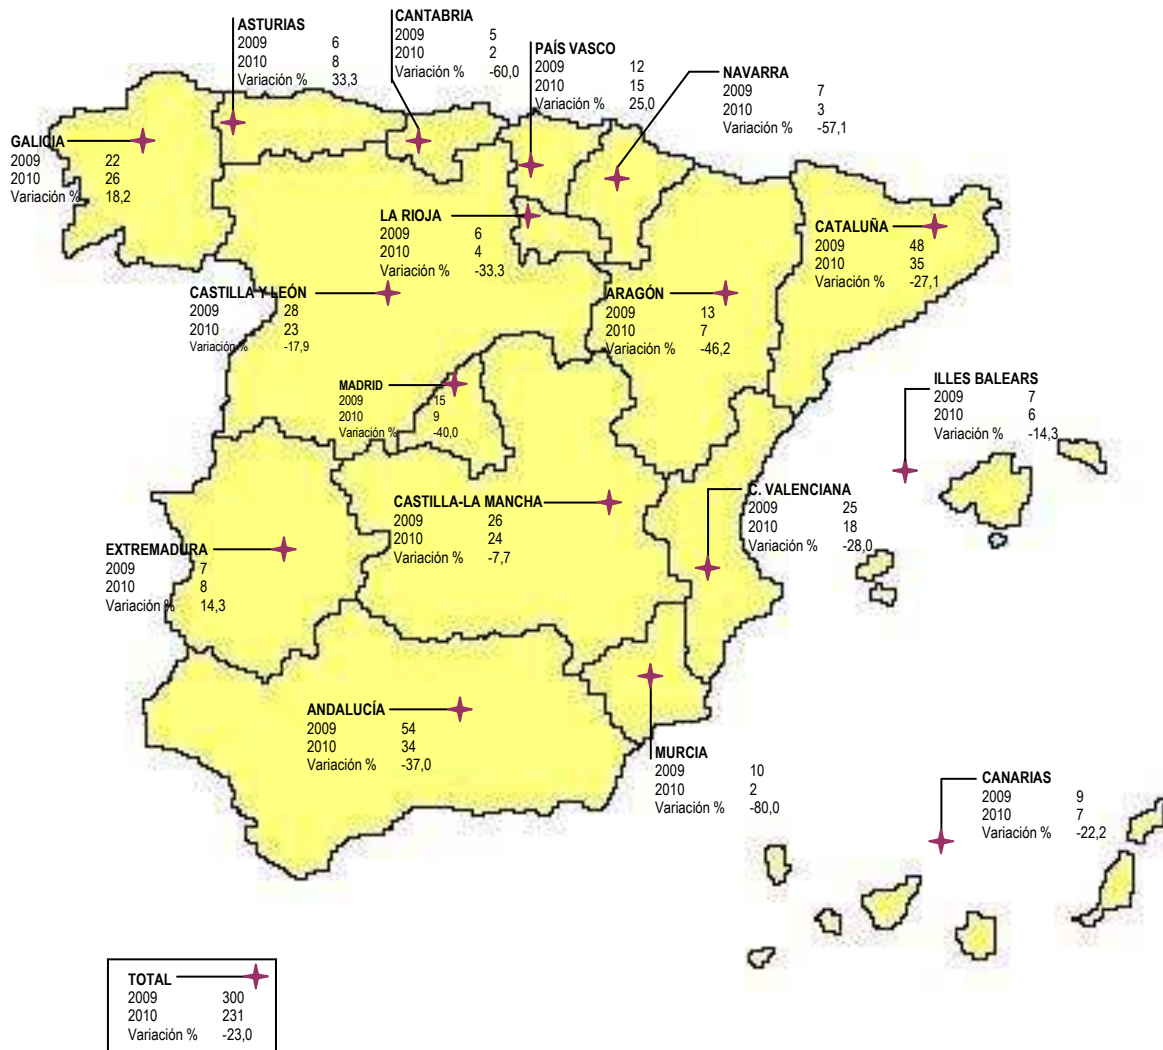 ASTURIAS
2009 6
2010 8
Variación % 33,3
CANTABRIA
2009 5
2010 2
Variación % -60,0
PAÍS VASCO
2009 12
2010 15
Variación % 25,0
NAVARRA
2009 7
2010 3
Variación % -57,1
GALICIA
2009 22
2010 26
Variación % 18,2
LA RIOJA
2009 6
2010 4
Variación % -33,3
CATALUÑA
2009 48
2010 35
Variación % -27,1
CASTILLA Y LEÓN
2009 28
2010 23
Variación % -17,9
ARAGÓN
2009 13
2010 7
Variación % -46,2
MADRID
2009 15
2010 9
Variación % -40,0
ILLES BALEARS
2009 7
2010 6
Variación % -14,3
CASTILLA-LA MANCHA
2009 26
2010 24
Variación % -7,7
C. VALENCIANA
2009 25
2010 18
Variación % -28,0
EXTREMADURA
2009 7
2010 8
Variación % 14,3
ANDALUCÍA
2009 54
2010 34
Variación % -37,0
MURCIA
2009 10
2010 2
Variación % -80,0
CANARIAS
2009 9
2010 7
Variación % -22,2
TOTAL
2009 300
2010 231
Variación % -23,0